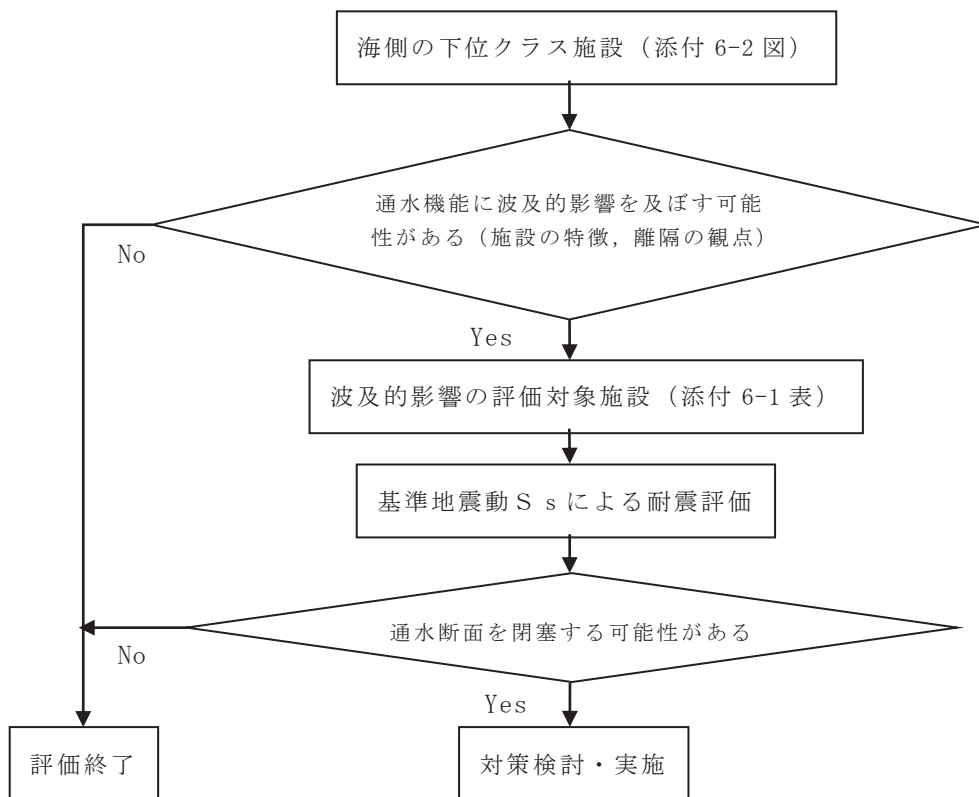 海側の下位クラス施設（添付 6-2 図）
通水機能に波及的影響を及ぼす可能
性がある（施設の特徴，離隔の観点）
No
Yes
波及的影響の評価対象施設（添付 6-1 表）
基準地震動Ｓｓによる耐震評価
通水断面を閉塞する可能性がある
No
Yes
評価終了
対策検討・実施